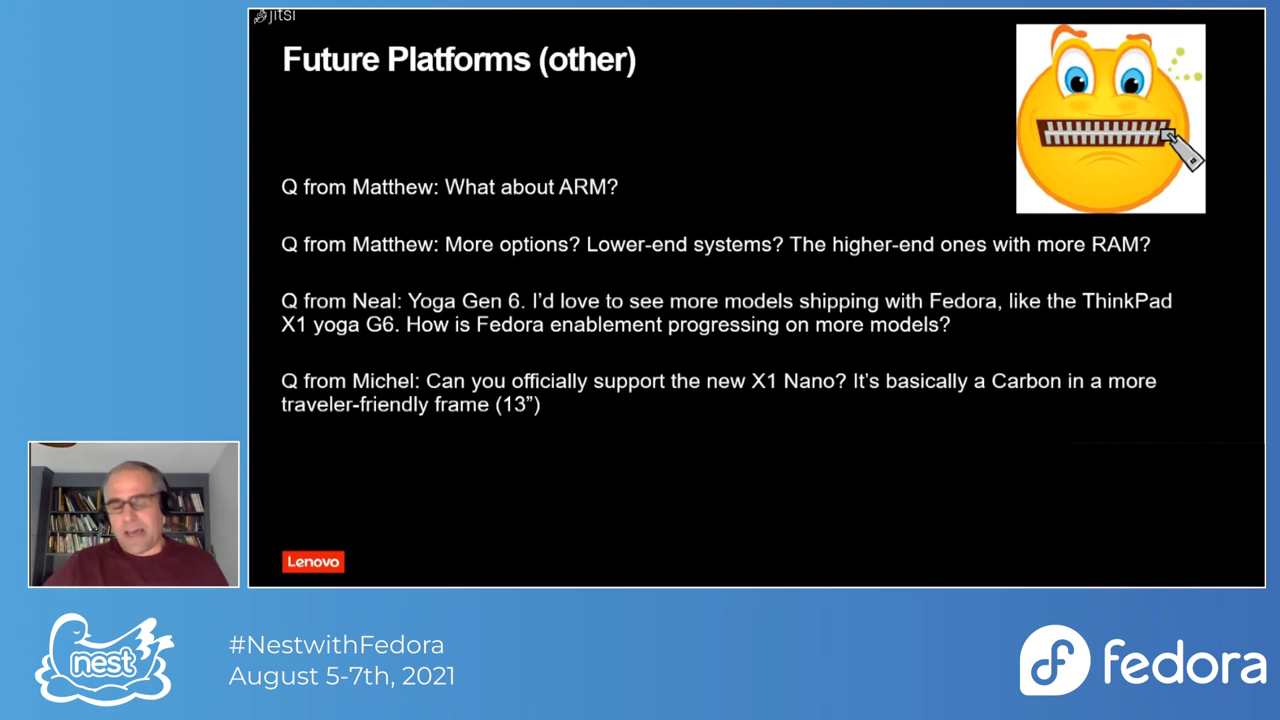 jitsi
Future Platforms (other)
Q from Matthew: What about ARM?
Q from Matthew: More options? Lower-end systems? The higher-end ones with more RAM?
Q from Neal: Yoga Gen 6. I’d love to see more models shipping with Fedora, like the ThinkPad
X1 yoga G6. How is Fedora enablement progressing on more models?
Q from Michel: Can you officially support the new X1 Nano? It’s basically a Carbon in a more
traveler-friendly frame (13”)
Lenovo
nest
#NestwithFedora
August 5-7th, 2021
fedora